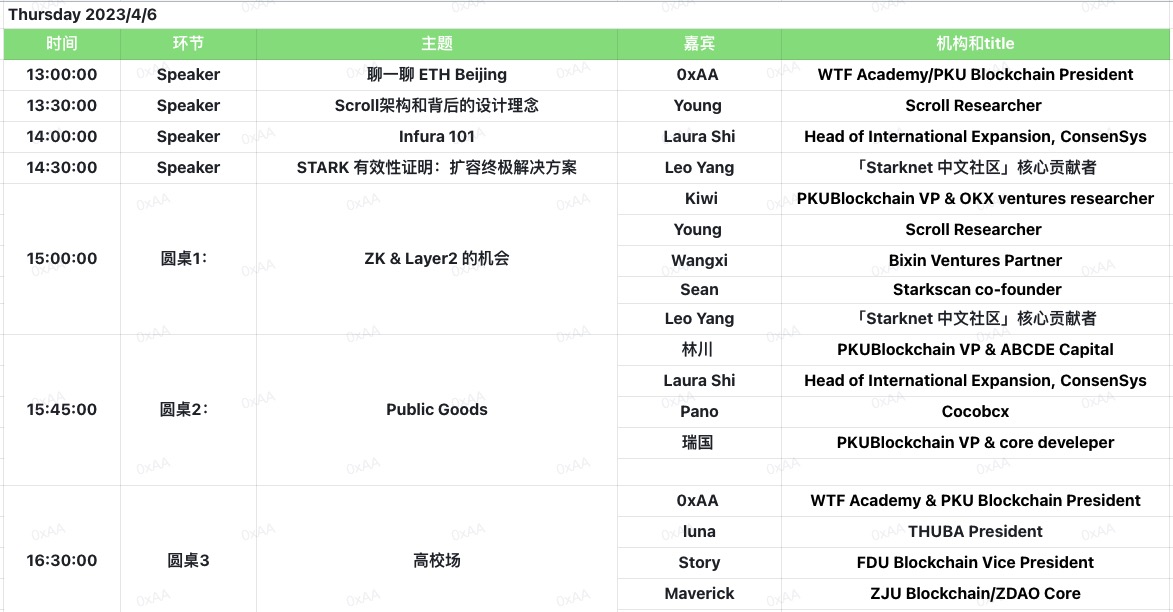 Thursday 2023/4/6
时间 环节 主题 嘉宾 机构和title
13:00:00 Speaker 聊一聊 ETH Beijing 0xAA WTF Academy/PKU Blockchain President
13:30:00 Speaker Scroll架构和背后的设计理念 Young Scroll Researcher
14:00:00 Speaker Infura 101 Laura Shi Head of International Expansion, ConsenSys
14:30:00 Speaker STARK 有效性证明：扩容终极解决方案 Leo Yang 「Starknet 中文社区」核心贡献者
15:00:00 圆桌1： ZK & Layer2 的机会 Kiwi PKUBlockchain VP & OKX ventures researcher
Young Scroll Researcher
Wangxi Bixin Ventures Partner
Sean Starkscan co-founder
Leo Yang 「Starknet 中文社区」核心贡献者
15:45:00 圆桌2： Public Goods 林川 PKUBlockchain VP & ABCDE Capital
Laura Shi Head of International Expansion, ConsenSys
Pano Cocobcx
瑞国 PKUBlockchain VP & core develeper
16:30:00 圆桌3 高校场 0xAA WTF Academy & PKU Blockchain President
luna THUBA President
Story FDU Blockchain Vice President
Maverick ZJU Blockchain/ZDAO Core